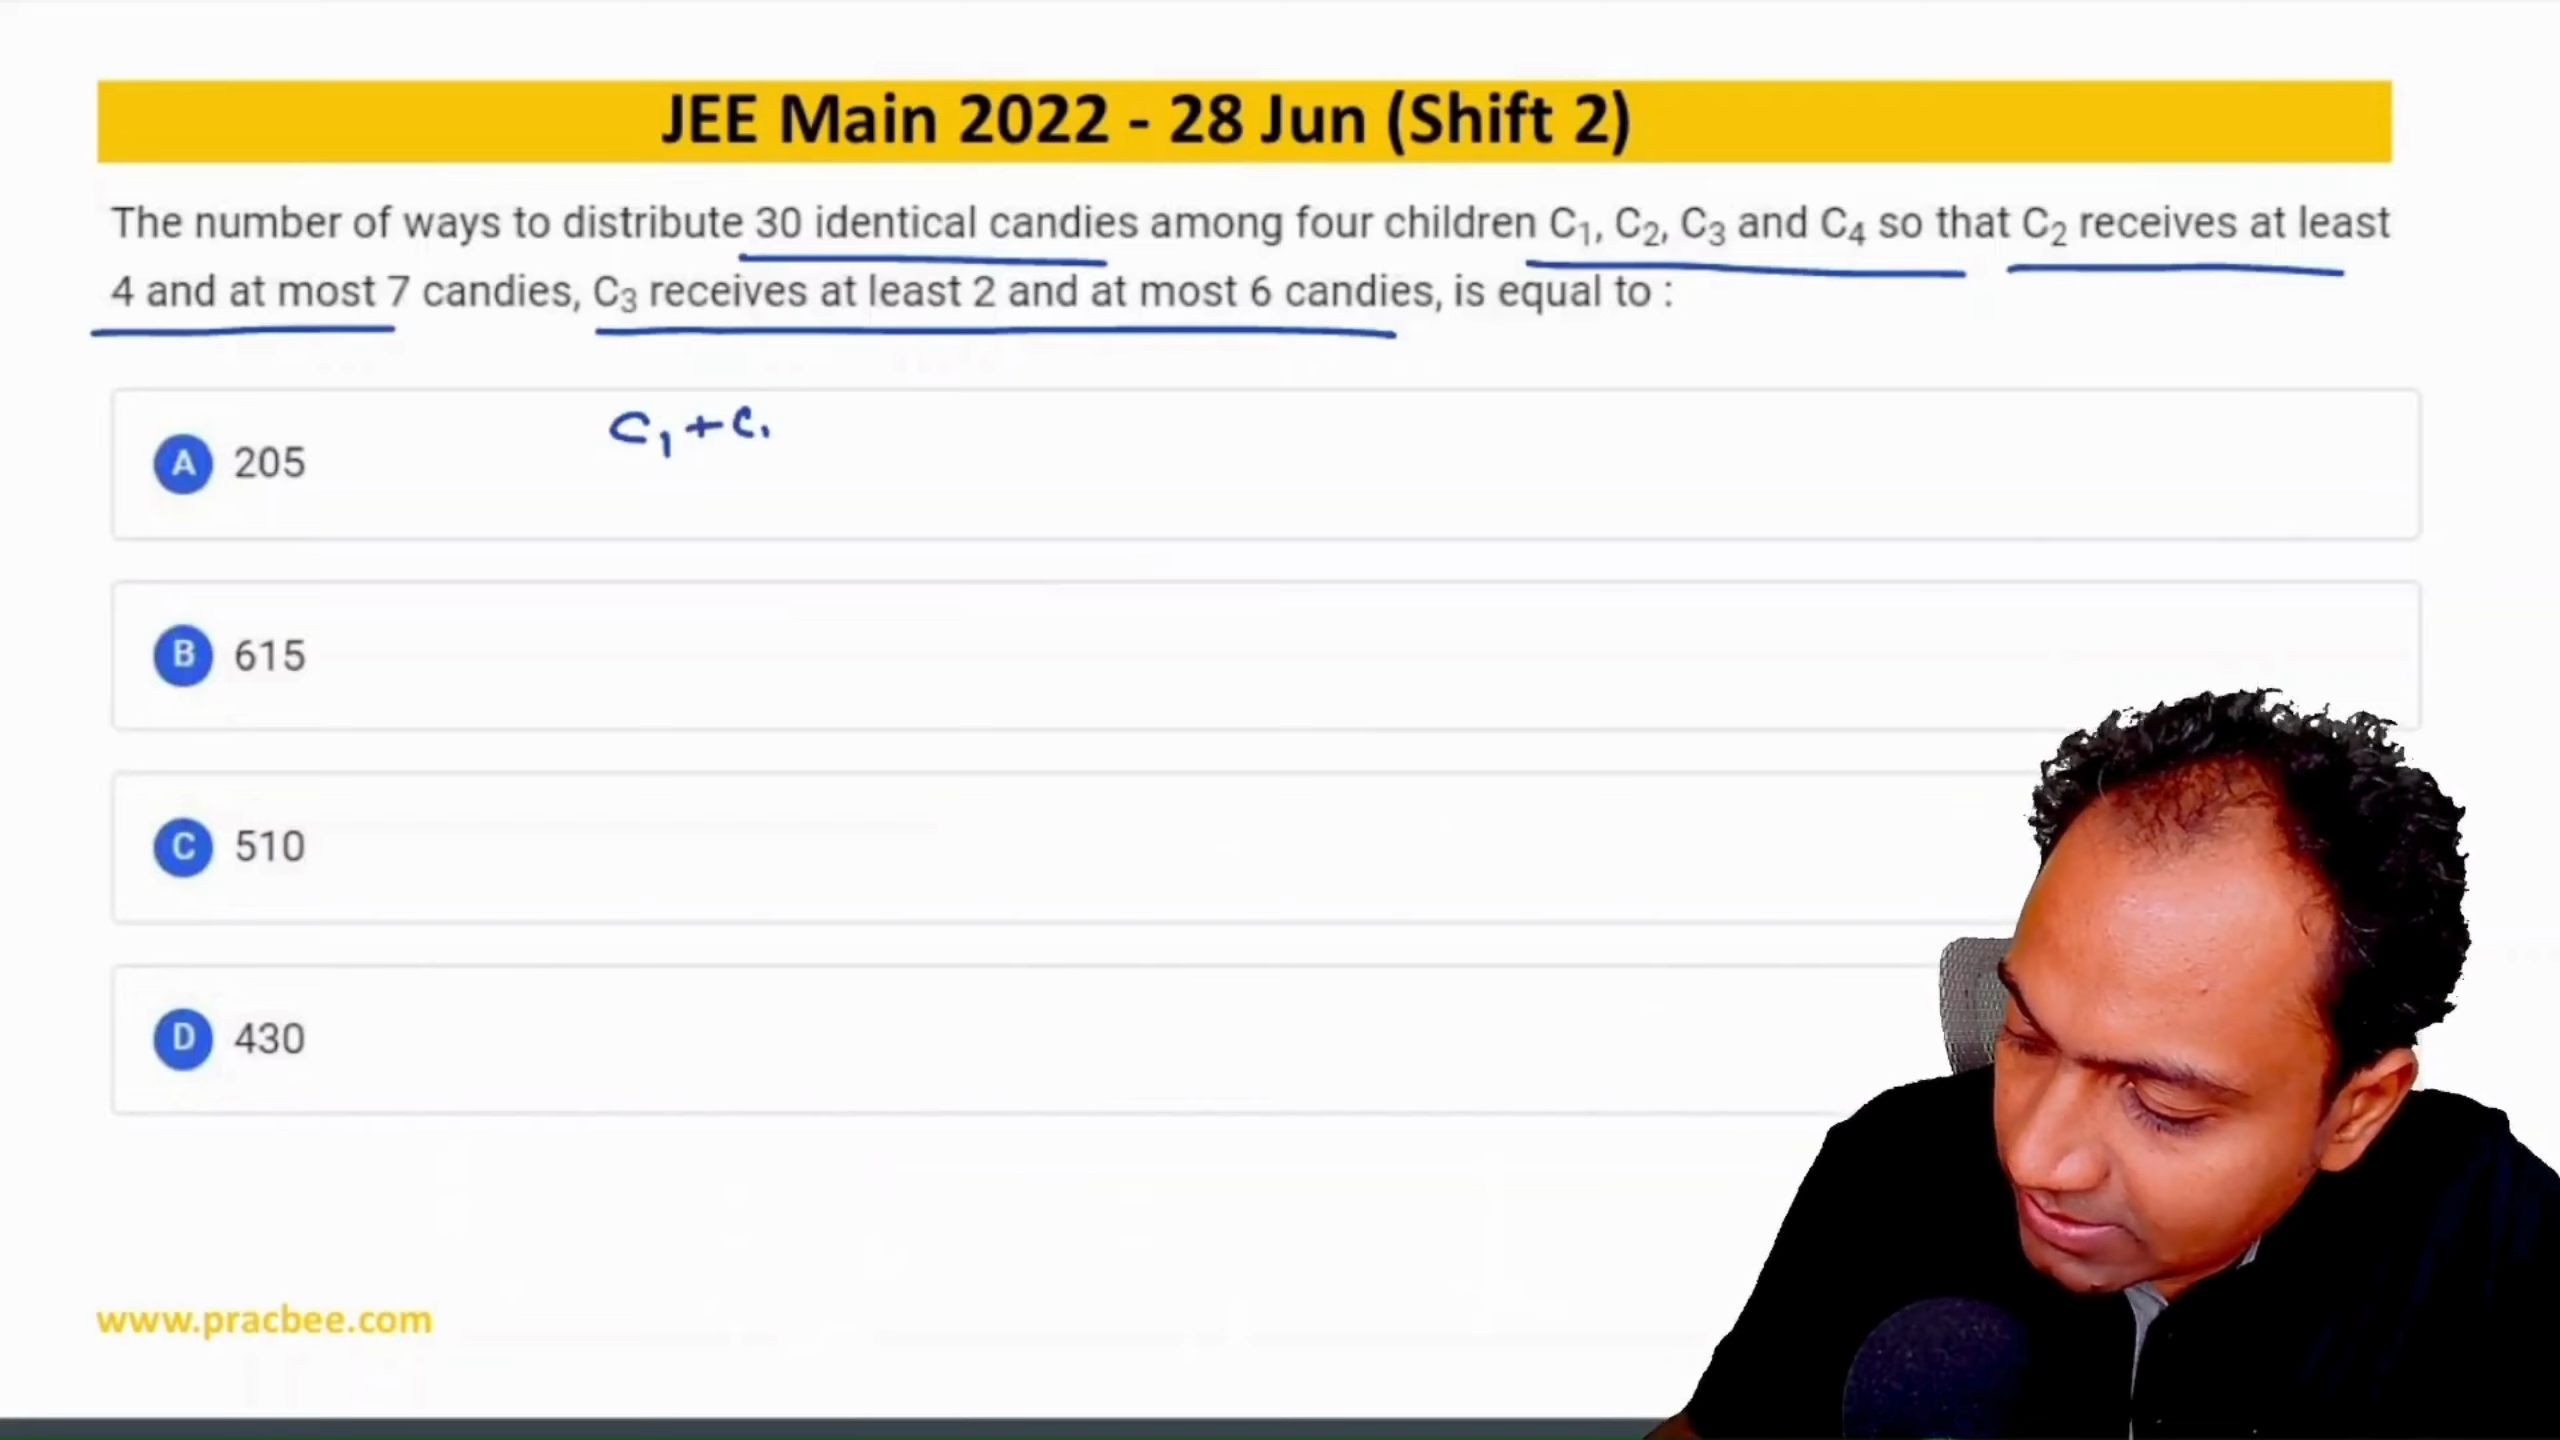 JEE Main 2022 - 28 Jun (Shift 2)
The number of ways to distribute 30 identical candies among four children C₁, C₂, C₃ and C₄ so that C₂ receives at least
4 and at most 7 candies, C₃ receives at least 2 and at most 6 candies, is equal to :
C₁ + C₁
A 205
B 615
C 510
D 430
www.pracbee.com